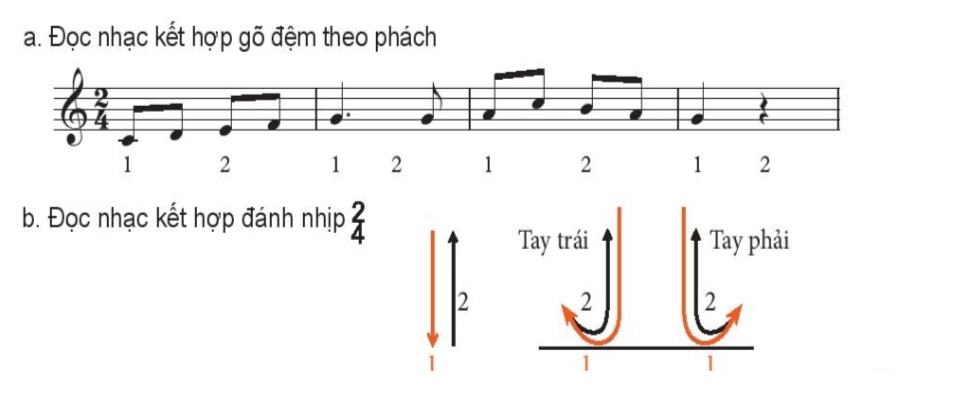 a. Đọc nhạc kết hợp gõ đệm theo phách
2
4
1 2 1 2 1 2 1 2
b. Đọc nhạc kết hợp đánh nhịp 2/4
Tay trái Tay phải
2 2 2
1 1 1